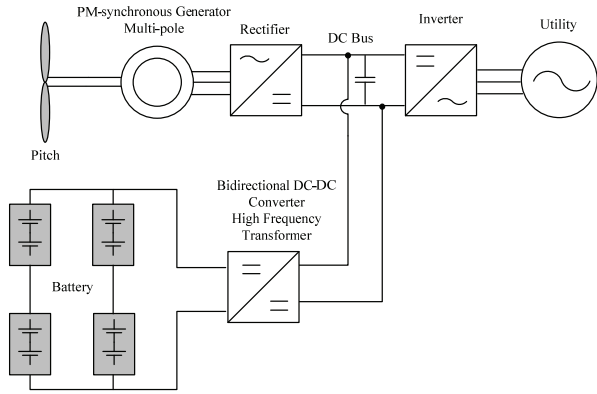 PM-synchronous Generator
Multi-pole
Rectifier
DC Bus
Inverter
Utility
Pitch
Bidirectional DC-DC
Converter
High Frequency
Transformer
Battery